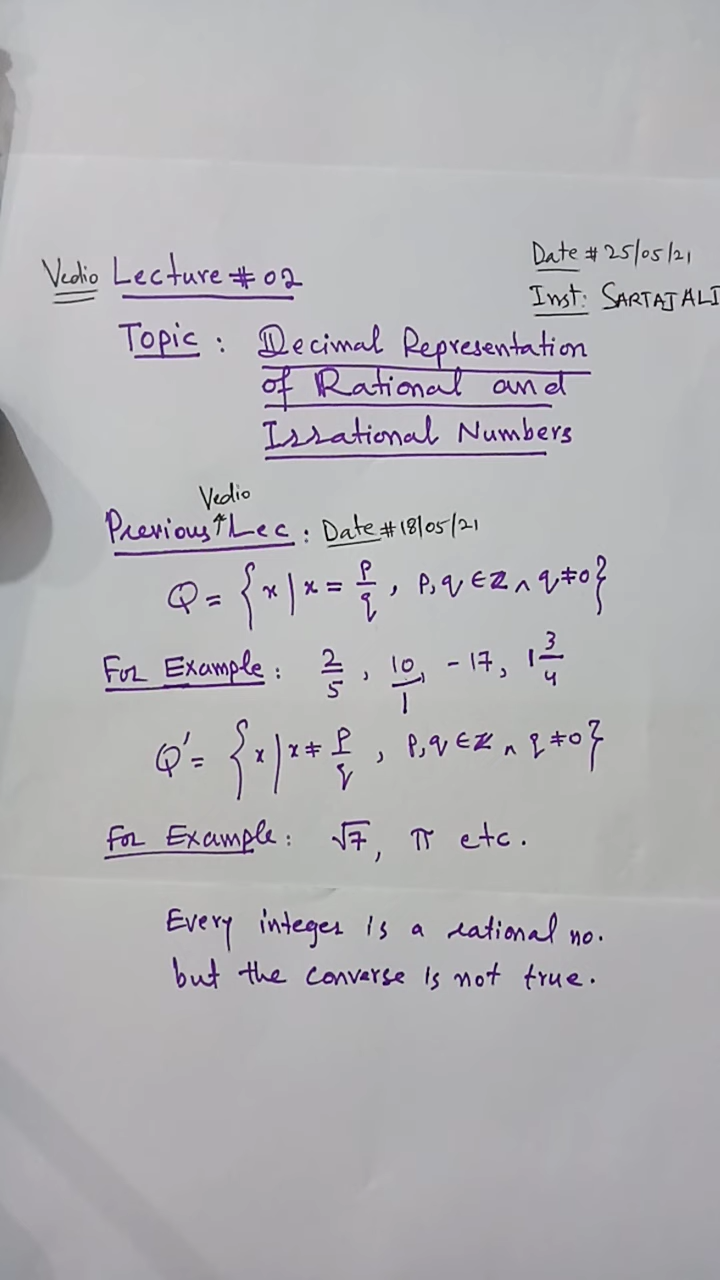 Vedio Lecture # 02
Date # 25/05/21
Inst: SARTAJ ALI
Topic : Decimal Representation
of Rational and
Irrational Numbers
Vedio
Previous ↑ Lec : Date # 18/05/21
Q = {x | x = p/q , p,q ∈ Z ∧ q ≠ 0}
For Example : 2/5 , 10/1 , -17, 1 3/4
Q' = {x | x ≠ p/q , p,q ∈ Z ∧ q ≠ 0}
For Example : √7, π etc.
Every integer is a rational no.
but the converse is not true.